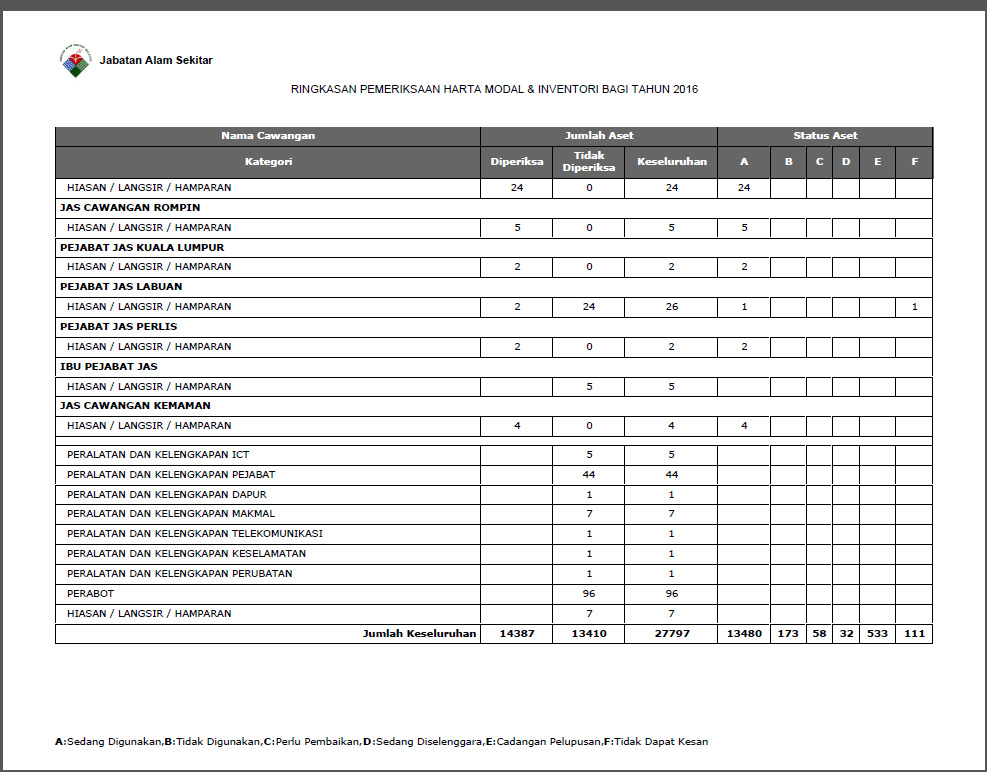 Jabatan Alam Sekitar
RINGKASAN PEMERIKSAAN HARTA MODAL & INVENTORI BAGI TAHUN 2016
Nama Cawangan Jumlah Aset Status Aset
Kategori Diperiksa Tidak Diperiksa Keseluruhan A B C D E F
HIASAN / LANGSIR / HAMPARAN 24 0 24 24
JAS CAWANGAN ROMPIN
HIASAN / LANGSIR / HAMPARAN 5 0 5 5
PEJABAT JAS KUALA LUMPUR
HIASAN / LANGSIR / HAMPARAN 2 0 2 2
PEJABAT JAS LABUAN
HIASAN / LANGSIR / HAMPARAN 2 24 26 1 1
PEJABAT JAS PERLIS
HIASAN / LANGSIR / HAMPARAN 2 0 2 2
IBU PEJABAT JAS
HIASAN / LANGSIR / HAMPARAN 5 5
JAS CAWANGAN KEMAMAN
HIASAN / LANGSIR / HAMPARAN 4 0 4 4
PERALATAN DAN KELENGKAPAN ICT 5 5
PERALATAN DAN KELENGKAPAN PEJABAT 44 44
PERALATAN DAN KELENGKAPAN DAPUR 1 1
PERALATAN DAN KELENGKAPAN MAKMAL 7 7
PERALATAN DAN KELENGKAPAN TELEKOMUNIKASI 1 1
PERALATAN DAN KELENGKAPAN KESELAMATAN 1 1
PERALATAN DAN KELENGKAPAN PERUBATAN 1 1
PERABOT 96 96
HIASAN / LANGSIR / HAMPARAN 7 7
Jumlah Keseluruhan 14387 13410 27797 13480 173 58 32 533 111
A:Sedang Digunakan,B:Tidak Digunakan,C:Perlu Pembaikan,D:Sedang Diselenggara,E:Cadangan Pelupusan,F:Tidak Dapat Kesan